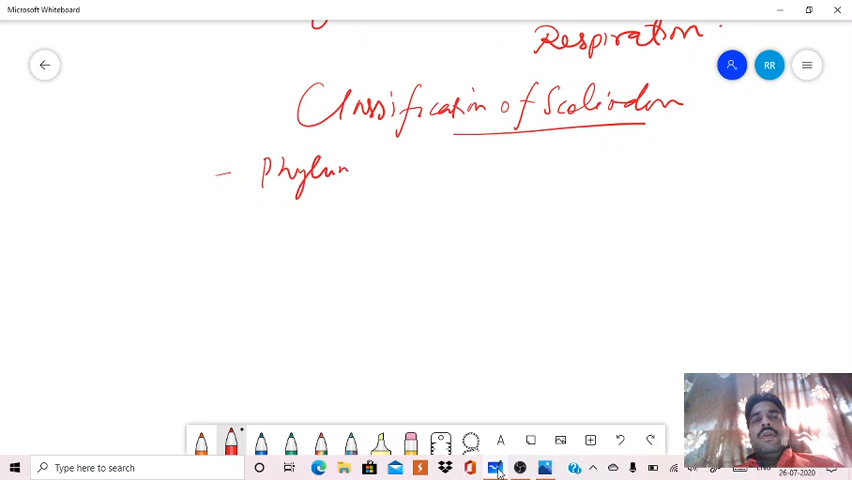 Microsoft Whiteboard
Respiration.
RR
Classification of Scoliodon
- Phylum
A
Type here to search
26-07-2020